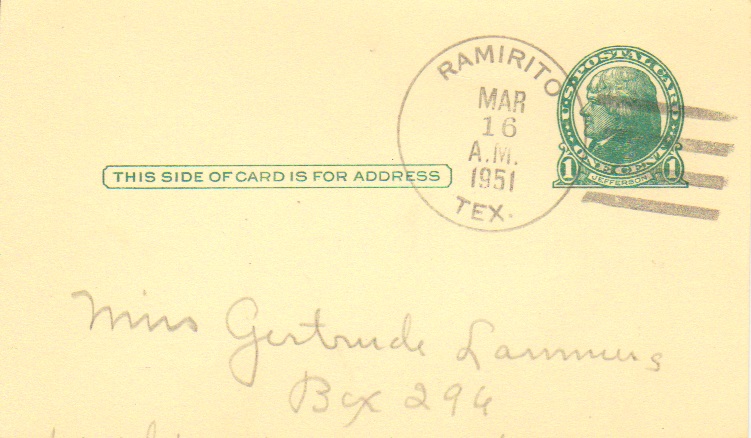 RAMIRITO
MAR
16
A.M.
1951
TEX.
U.S. POSTAL CARD
ONE CENT
1 JEFFERSON 1
THIS SIDE OF CARD IS FOR ADDRESS
Miss Gertrude Lammers
Box 294